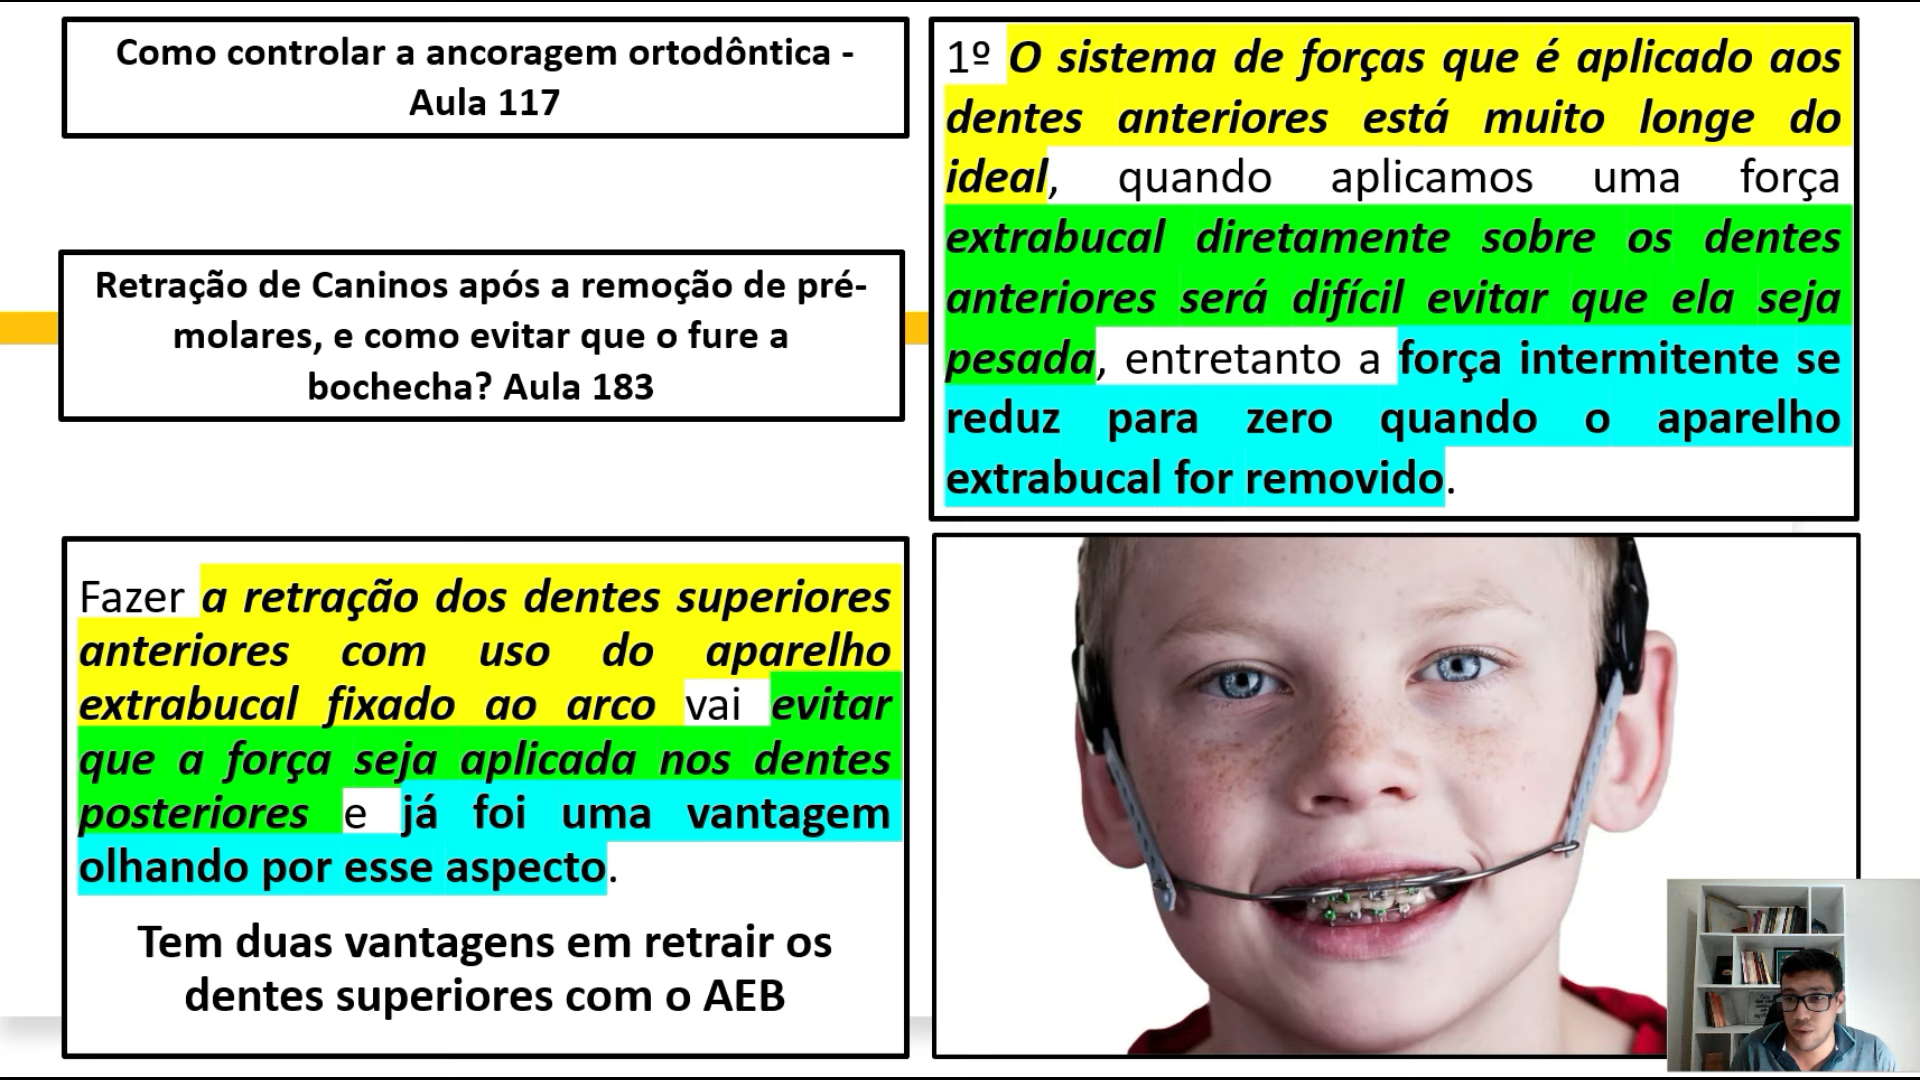 Como controlar a ancoragem ortodôntica -
Aula 117
Retração de Caninos após a remoção de pré-
molares, e como evitar que o fure a
bochecha? Aula 183
Fazer a retração dos dentes superiores
anteriores com uso do aparelho
extrabucal fixado ao arco vai evitar
que a força seja aplicada nos dentes
posteriores e já foi uma vantagem
olhando por esse aspecto.
Tem duas vantagens em retrair os
dentes superiores com o AEB
1º O sistema de forças que é aplicado aos
dentes anteriores está muito longe do
ideal, quando aplicamos uma força
extrabucal diretamente sobre os dentes
anteriores será difícil evitar que ela seja
pesada, entretanto a força intermitente se
reduz para zero quando o aparelho
extrabucal for removido.